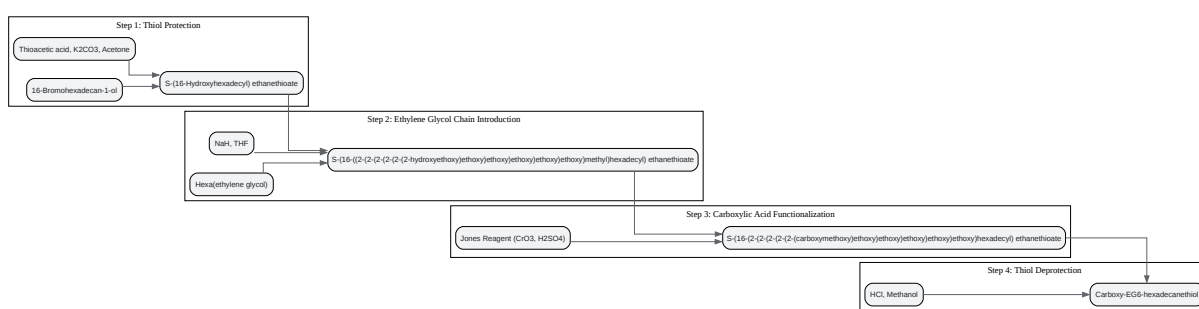 Step 1: Thiol Protection
Thioacetic acid, K2CO3, Acetone
16-Bromohexadecan-1-ol
S-(16-Hydroxyhexadecyl) ethanethioate
Step 2: Ethylene Glycol Chain Introduction
NaH, THF
Hexa(ethylene glycol)
S-(16-((2-(2-(2-(2-(2-(2-hydroxyethoxy)ethoxy)ethoxy)ethoxy)ethoxy)ethoxy)methyl)hexadecyl) ethanethioate
Step 3: Carboxylic Acid Functionalization
Jones Reagent (CrO3, H2SO4)
S-(16-(2-(2-(2-(2-(2-(carboxymethoxy)ethoxy)ethoxy)ethoxy)ethoxy)ethoxy)hexadecyl) ethanethioate
Step 4: Thiol Deprotection
HCl, Methanol
Carboxy-EG6-hexadecanethiol